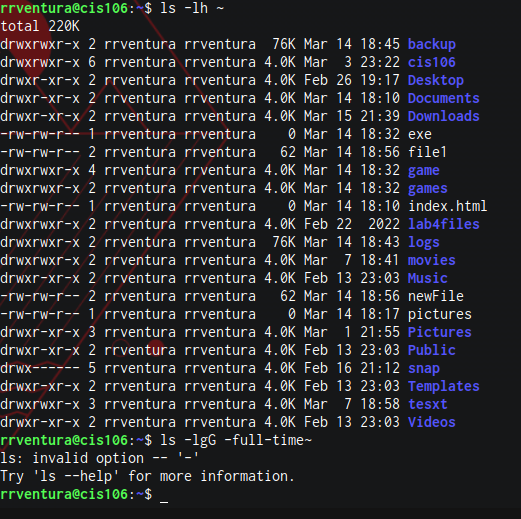 rrventura@cis106:~$ ls -lh ~
total 220K
drwxrwxr-x 2 rrventura rrventura  76K Mar 14 18:45 backup
drwxrwxr-x 6 rrventura rrventura 4.0K Mar  3 23:22 cis106
drwxr-xr-x 2 rrventura rrventura 4.0K Feb 26 19:17 Desktop
drwxr-xr-x 2 rrventura rrventura 4.0K Mar 14 18:10 Documents
drwxr-xr-x 2 rrventura rrventura 4.0K Mar 15 21:39 Downloads
-rw-rw-r-- 1 rrventura rrventura    0 Mar 14 18:32 exe
-rw-rw-r-- 2 rrventura rrventura   62 Mar 14 18:56 file1
drwxrwxr-x 4 rrventura rrventura 4.0K Mar 14 18:32 game
drwxrwxr-x 2 rrventura rrventura 4.0K Mar 14 18:32 games
-rw-rw-r-- 1 rrventura rrventura    0 Mar 14 18:10 index.html
drwxrwxr-x 2 rrventura rrventura 4.0K Feb 22  2022 lab4files
drwxrwxr-x 2 rrventura rrventura  76K Mar 14 18:43 logs
drwxrwxr-x 2 rrventura rrventura 4.0K Mar  7 18:41 movies
drwxr-xr-x 2 rrventura rrventura 4.0K Feb 13 23:03 Music
-rw-rw-r-- 2 rrventura rrventura   62 Mar 14 18:56 newFile
-rw-rw-r-- 1 rrventura rrventura    0 Mar 14 18:17 pictures
drwxr-xr-x 3 rrventura rrventura 4.0K Mar  1 21:55 Pictures
drwxr-xr-x 2 rrventura rrventura 4.0K Feb 13 23:03 Public
drwx------ 5 rrventura rrventura 4.0K Feb 16 21:12 snap
drwxr-xr-x 2 rrventura rrventura 4.0K Feb 13 23:03 Templates
drwxrwxr-x 3 rrventura rrventura 4.0K Mar  7 18:58 tesxt
drwxr-xr-x 2 rrventura rrventura 4.0K Feb 13 23:03 Videos
rrventura@cis106:~$ ls -lgG -full-time~
ls: invalid option -- '-'
Try 'ls --help' for more information.
rrventura@cis106:~$ _